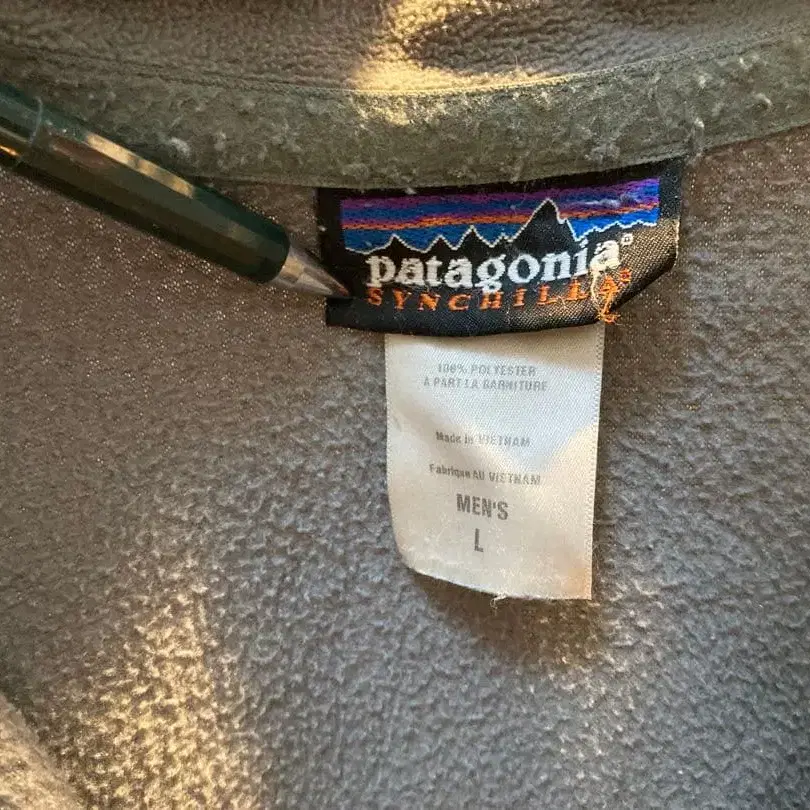 patagonia®
SYNCHILLA®
100% POLYESTER
À PART LA GARNITURE
Made in VIETNAM
Fabriqué AU VIETNAM
MEN'S
L